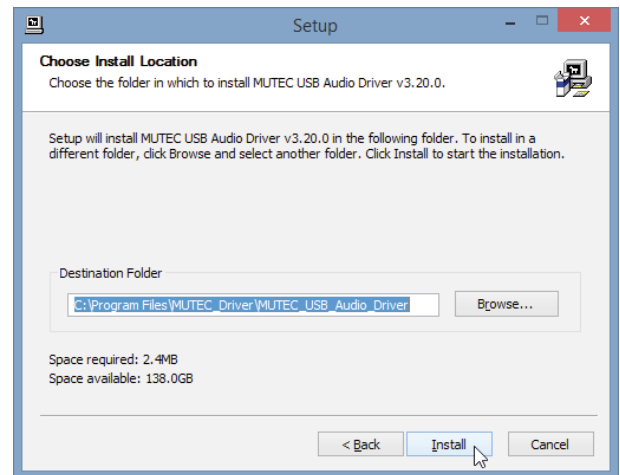 Setup
Choose Install Location
Choose the folder in which to install MUTEC USB Audio Driver v3.20.0.
Setup will install MUTEC USB Audio Driver v3.20.0 in the following folder. To install in a
different folder, click Browse and select another folder. Click Install to start the installation.
Destination Folder
C:\Program Files\MUTEC_Driver\MUTEC_USB_Audio_Driver
Browse...
Space required: 2.4MB
Space available: 138.0GB
< Back Install Cancel